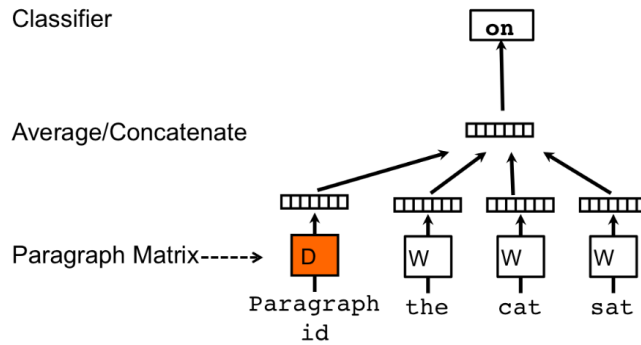 Classifier
on
Average/Concatenate
Paragraph Matrix
D
W
W
W
Paragraph
id
the
cat
sat